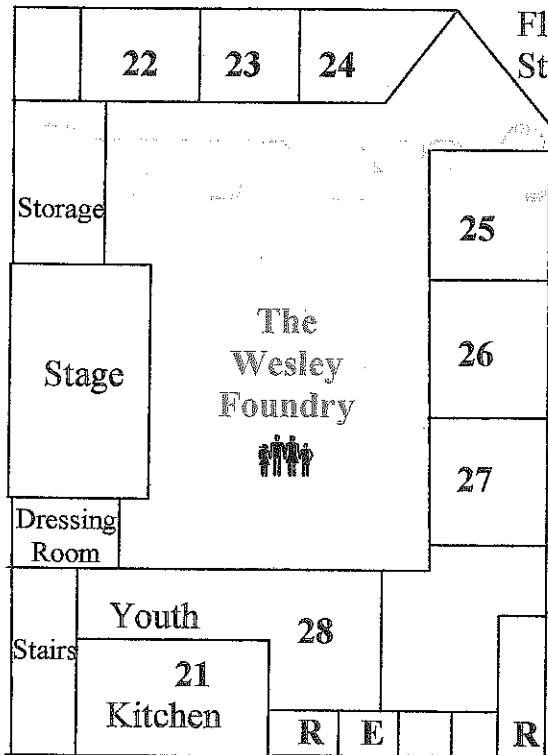 Fl
St
22
23
24
Storage
25
The
Wesley
Foundry
26
Stage
27
Dressing
Room
Youth
28
Stairs
21
Kitchen
R
E
R